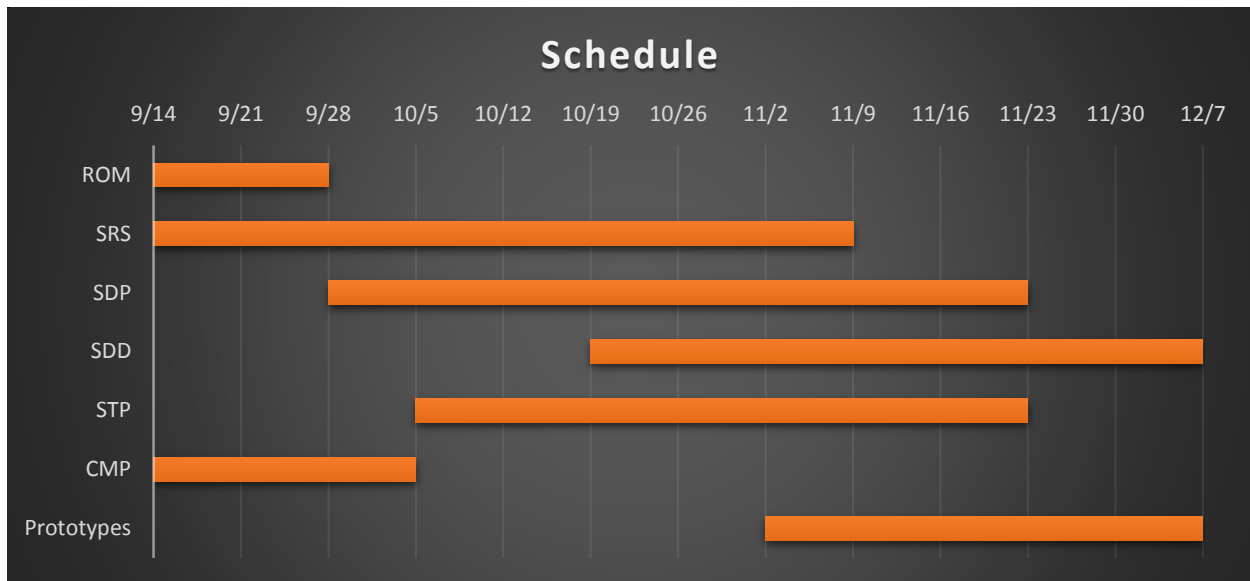 Schedule
9/14 9/21 9/28 10/5 10/12 10/19 10/26 11/2 11/9 11/16 11/23 11/30 12/7
ROM
SRS
SDP
SDD
STP
CMP
Prototypes